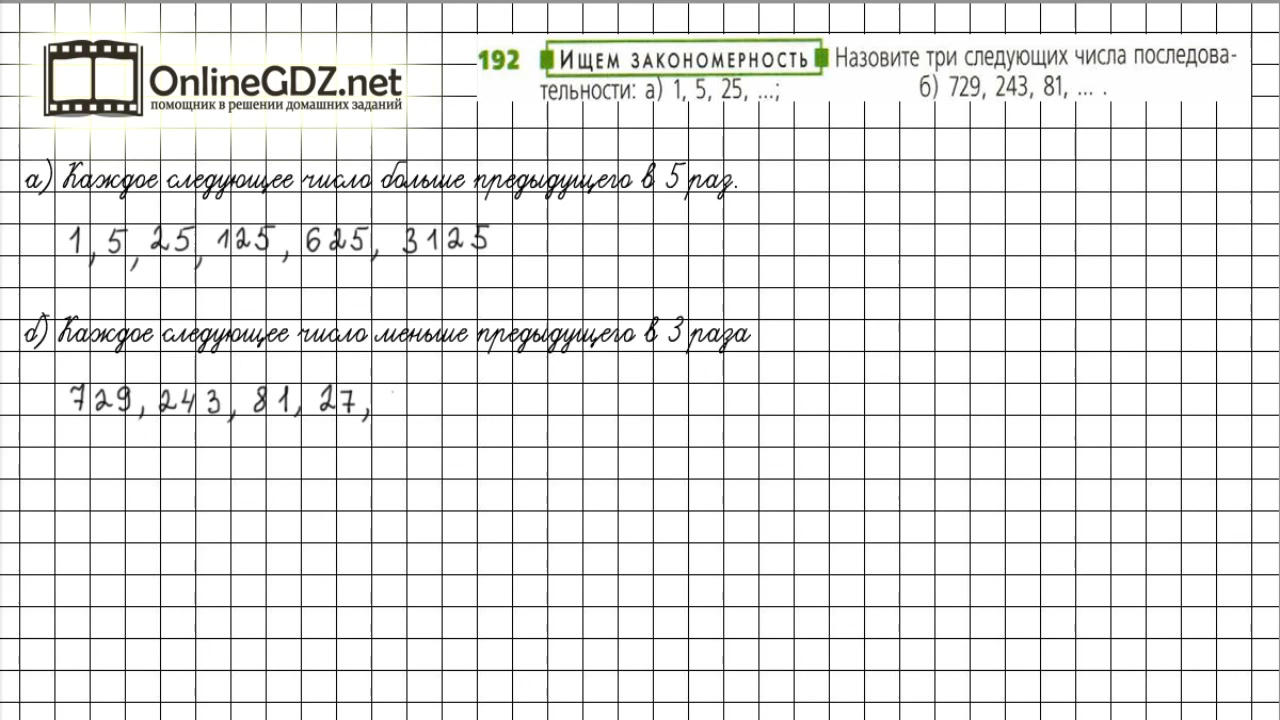 OnlineGDZ.net
помощник в решении домашних заданий
192 Ищем закономерность Назовите три следующих числа последова-
тельности: а) 1, 5, 25, ...; б) 729, 243, 81, ... .
а) Каждое следующее число больше предыдущего в 5 раз.
1, 5, 25, 125, 625, 3125
б) Каждое следующее число меньше предыдущего в 3 раза
729, 243, 81, 27,